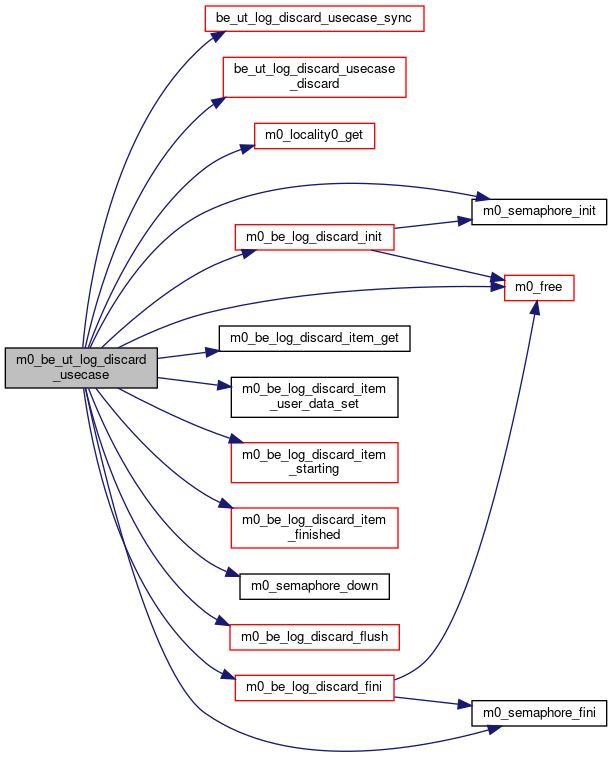 be_ut_log_discard_usecase_sync
be_ut_log_discard_usecase
_discard
m0_locality0_get
m0_semaphore_init
m0_be_log_discard_init
m0_free
m0_be_log_discard_item_get
m0_be_ut_log_discard
_usecase
m0_be_log_discard_item
_user_data_set
m0_be_log_discard_item
_starting
m0_be_log_discard_item
_finished
m0_semaphore_down
m0_be_log_discard_flush
m0_be_log_discard_fini
m0_semaphore_fini